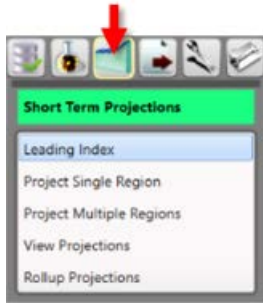 Short Term Projections
Leading Index
Project Single Region
Project Multiple Regions
View Projections
Rollup Projections